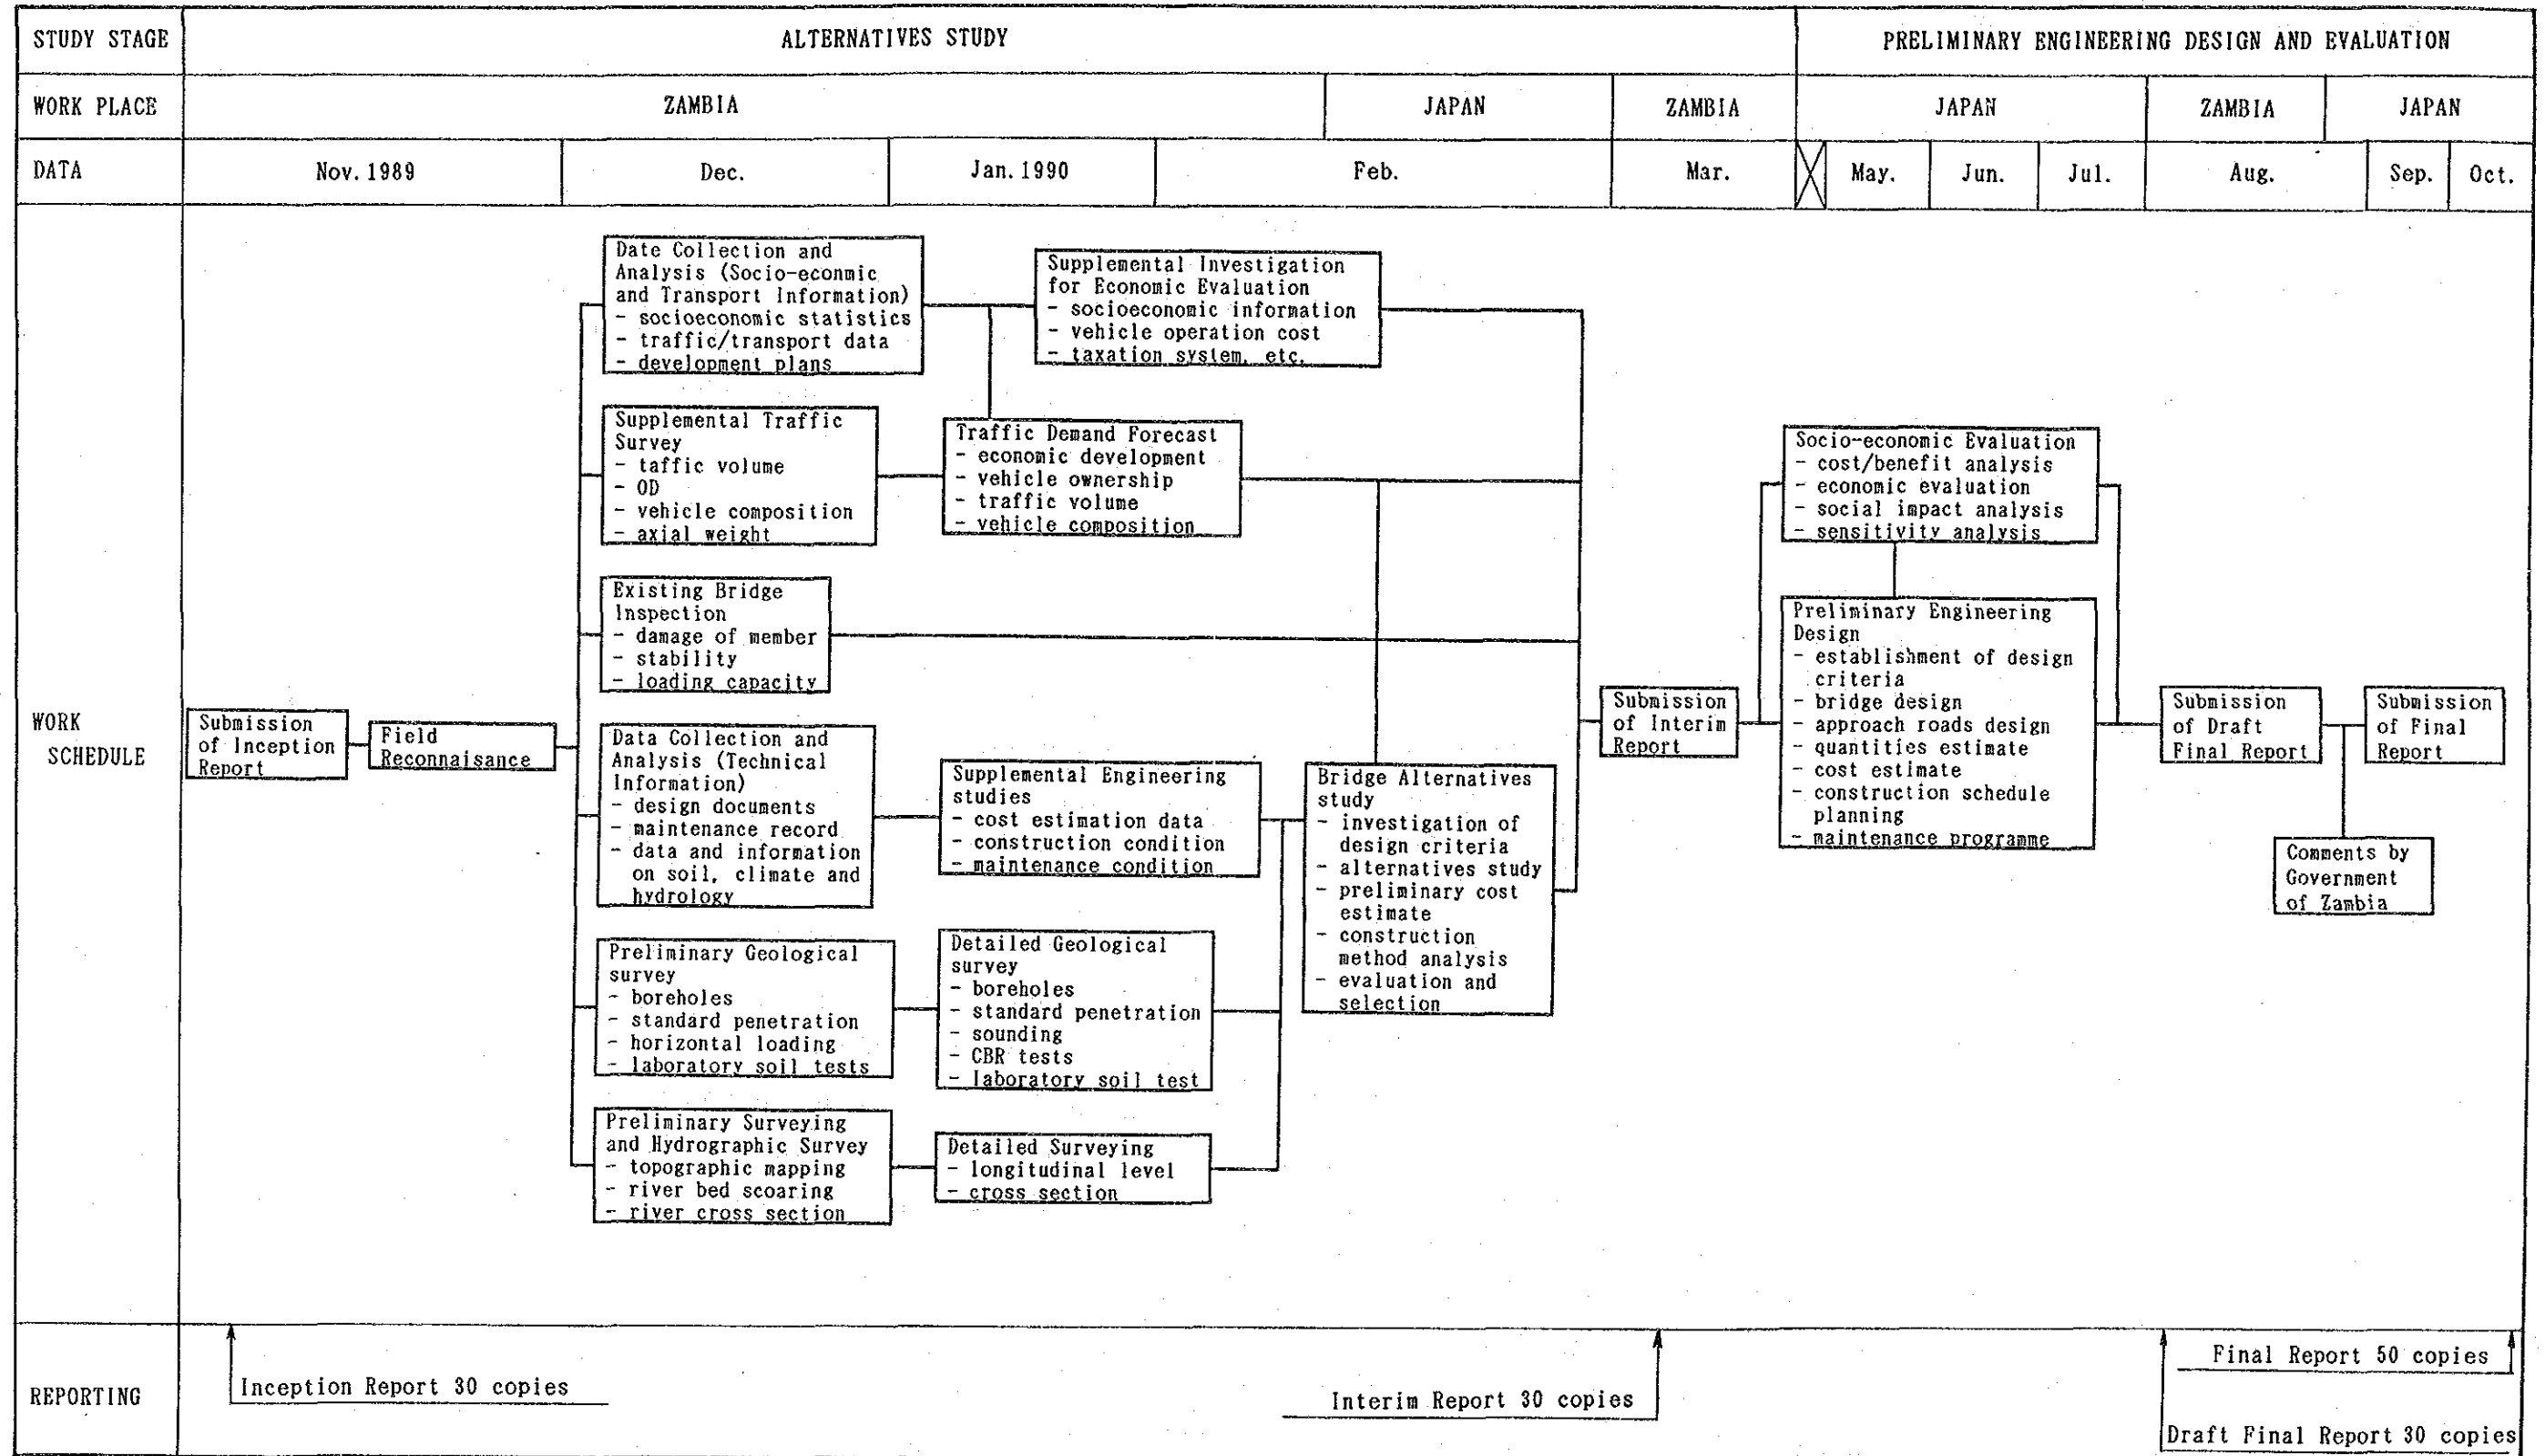 STUDY STAGE
ALTERNATIVES STUDY
PRELIMINARY ENGINEERING DESIGN AND EVALUATION
WORK PLACE
ZAMBIA
JAPAN
ZAMBIA
JAPAN
ZAMBIA
JAPAN
DATA
Nov. 1989
Dec.
Jan. 1990
Feb.
Mar.
May.
Jun.
Jul.
Aug.
Sep.
Oct.
WORK
SCHEDULE
Submission
of Inception
Report
Field
Reconnaisance
Date Collection and
Analysis (Socio-econmic
and Transport Information)
- socioeconomic statistics
- traffic/transport data
- development plans
Supplemental Investigation
for Economic Evaluation
- socioeconomic information
- vehicle operation cost
- taxation system, etc.
Supplemental Traffic
Survey
- taffic volume
- OD
- vehicle composition
- axial weight
Traffic Demand Forecast
- economic development
- vehicle ownership
- traffic volume
- vehicle composition
Existing Bridge
Inspection
- damage of member
- stability
- loading capacity
Data Collection and
Analysis (Technical
Information)
- design documents
- maintenance record
- data and information
on soil, climate and
hydrology
Supplemental Engineering
studies
- cost estimation data
- construction condition
- maintenance condition
Preliminary Geological
survey
- boreholes
- standard penetration
- horizontal loading
- laboratory soil tests
Detailed Geological
survey
- boreholes
- standard penetration
- sounding
- CBR tests
- laboratory soil test
Preliminary Surveying
and Hydrographic Survey
- topographic mapping
- river bed scoaring
- river cross section
Detailed Surveying
- longitudinal level
- cross section
Bridge Alternatives
study
- investigation of
design criteria
- alternatives study
- preliminary cost
estimate
- construction
method analysis
- evaluation and
selection
Submission
of Interim
Report
Socio-economic Evaluation
- cost/benefit analysis
- economic evaluation
- social impact analysis
- sensitivity analysis
Preliminary Engineering
Design
- establishment of design
criteria
- bridge design
- approach roads design
- quantities estimate
- cost estimate
- construction schedule
planning
- maintenance programme
Submission
of Draft
Final Report
Submission
of Final
Report
Comments by
Government
of Zambia
REPORTING
Inception Report 30 copies
Interim Report 30 copies
Final Report 50 copies
Draft Final Report 30 copies